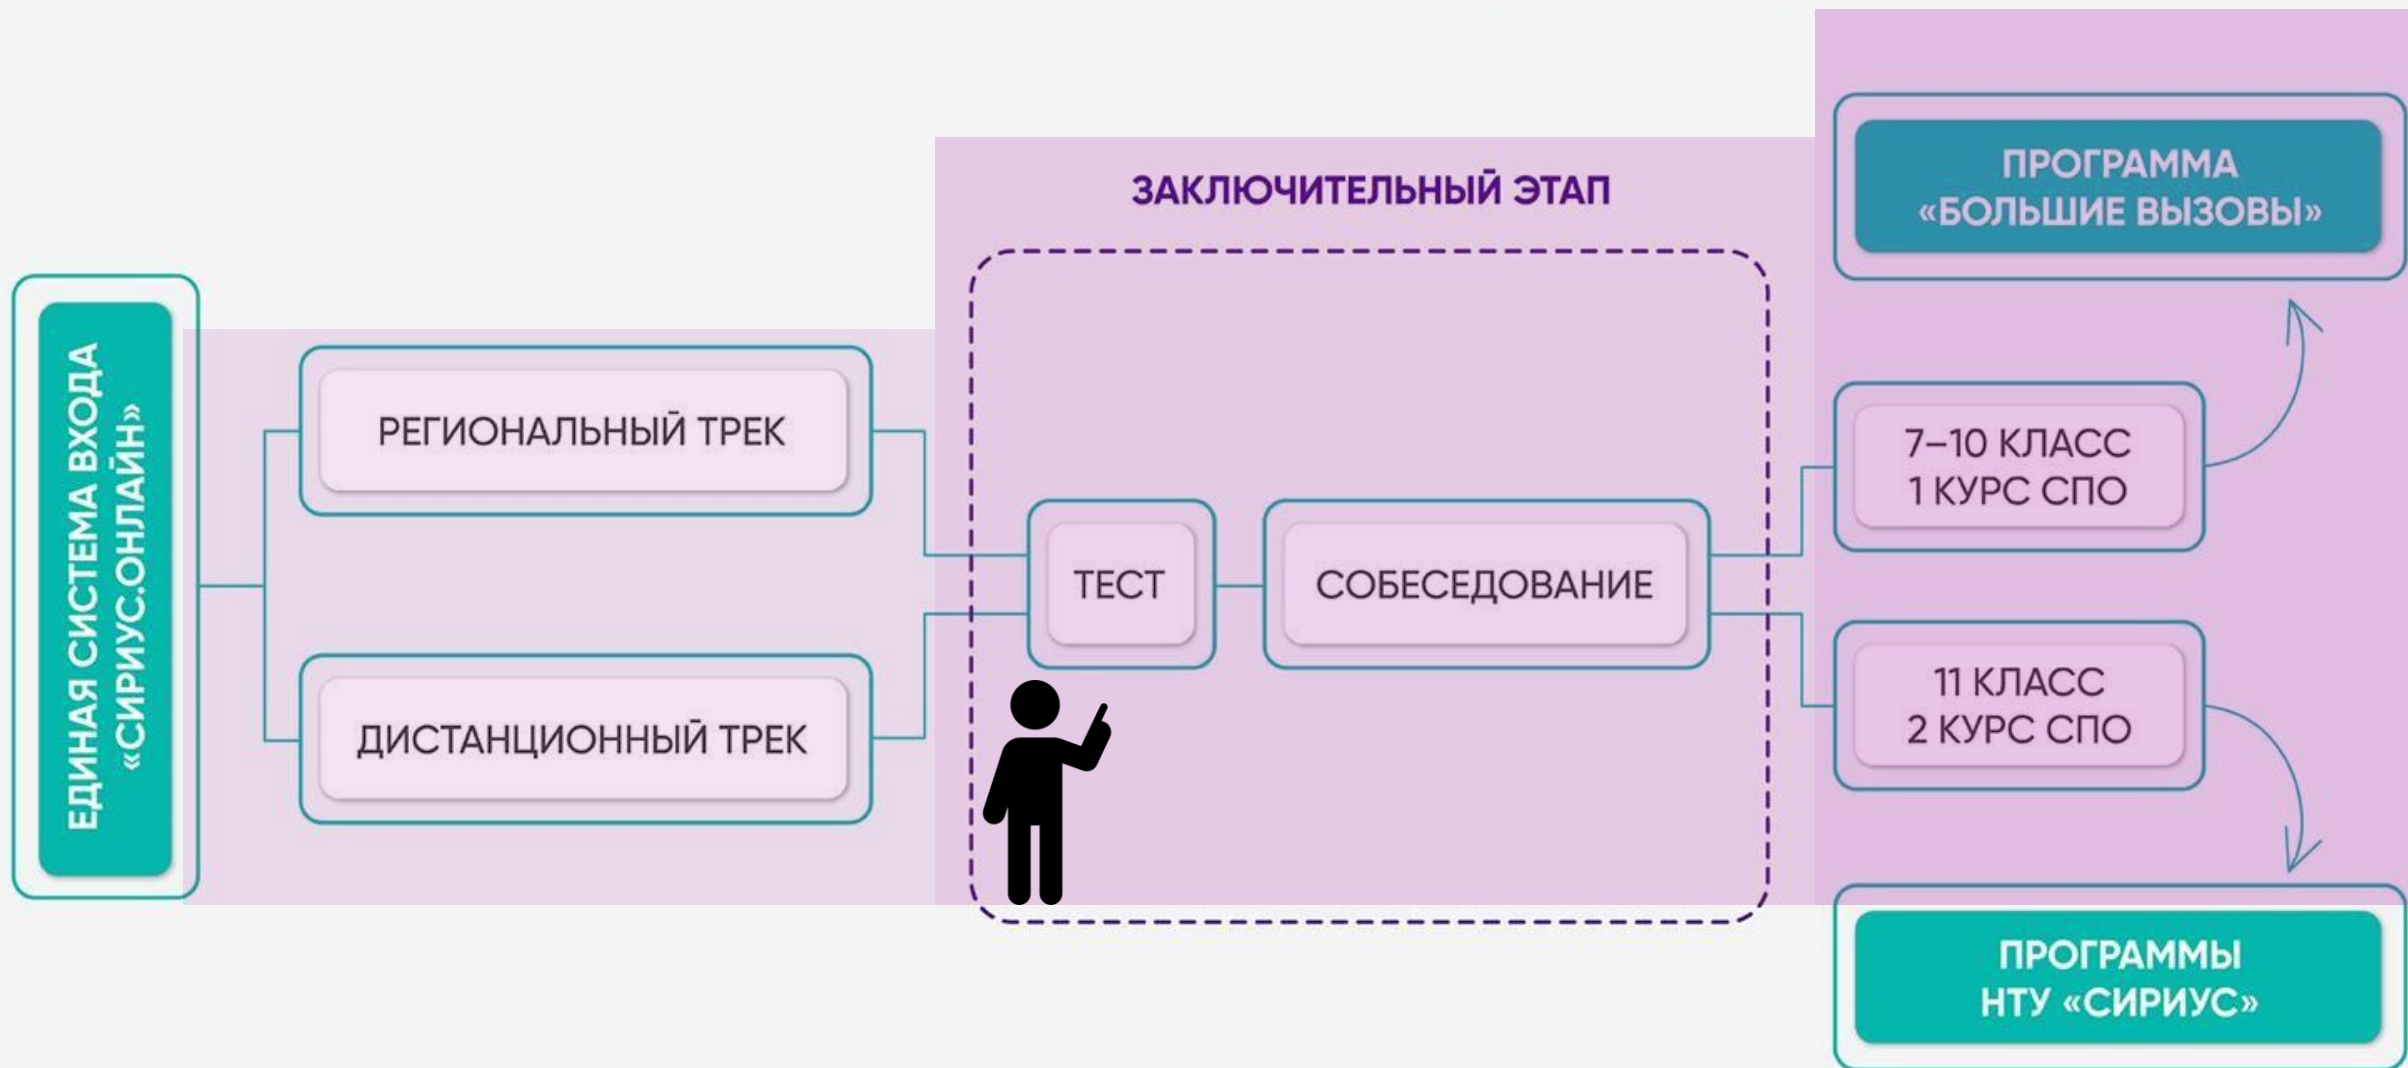 ЕДИНАЯ СИСТЕМА ВХОДА
«СИРИУС.ОНЛАЙН»
РЕГИОНАЛЬНЫЙ ТРЕК
ДИСТАНЦИОННЫЙ ТРЕК
ЗАКЛЮЧИТЕЛЬНЫЙ ЭТАП
ТЕСТ
СОБЕСЕДОВАНИЕ
ПРОГРАММА
«БОЛЬШИЕ ВЫЗОВЫ»
7–10 КЛАСС
1 КУРС СПО
11 КЛАСС
2 КУРС СПО
ПРОГРАММЫ
НТУ «СИРИУС»